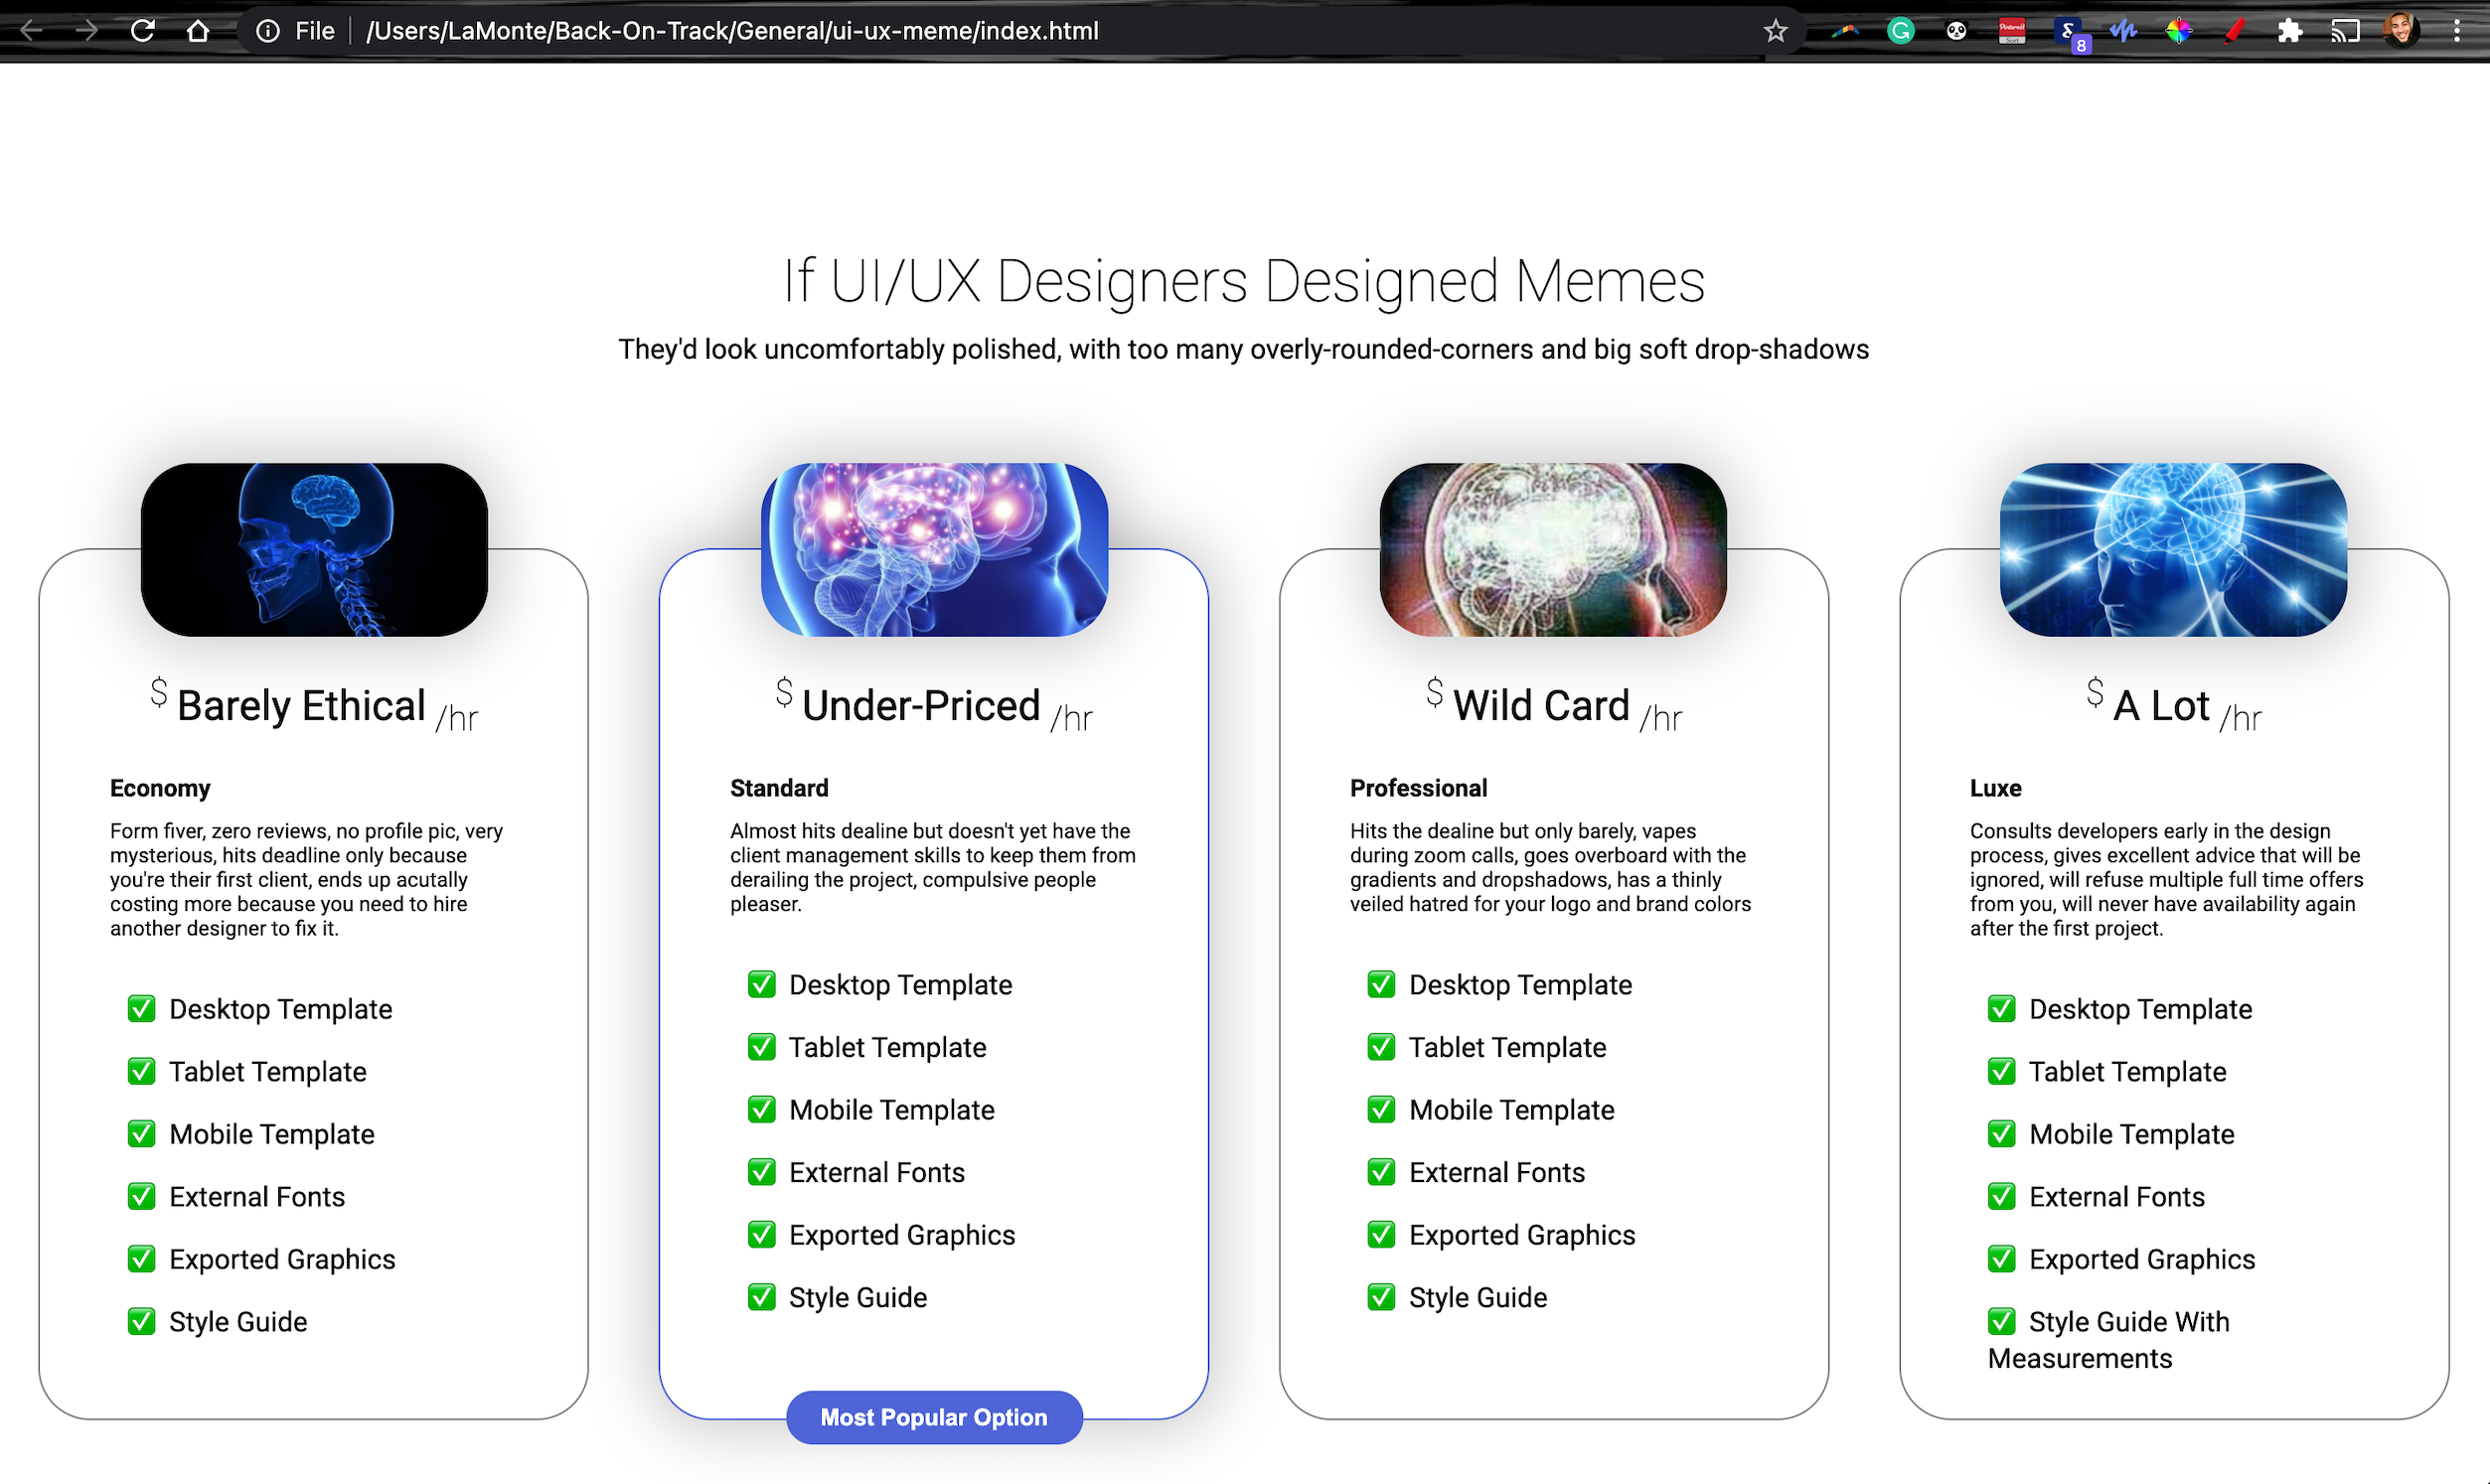 File /Users/LaMonte/Back-On-Track/General/ui-ux-meme/index.html
8
If UI/UX Designers Designed Memes
They'd look uncomfortably polished, with too many overly-rounded-corners and big soft drop-shadows
$ Barely Ethical /hr
Economy
Form fiver, zero reviews, no profile pic, very
mysterious, hits deadline only because
you're their first client, ends up acutally
costing more because you need to hire
another designer to fix it.
✅ Desktop Template
✅ Tablet Template
✅ Mobile Template
✅ External Fonts
✅ Exported Graphics
✅ Style Guide
$ Under-Priced /hr
Standard
Almost hits dealine but doesn't yet have the
client management skills to keep them from
derailing the project, compulsive people
pleaser.
✅ Desktop Template
✅ Tablet Template
✅ Mobile Template
✅ External Fonts
✅ Exported Graphics
✅ Style Guide
Most Popular Option
$ Wild Card /hr
Professional
Hits the dealine but only barely, vapes
during zoom calls, goes overboard with the
gradients and dropshadows, has a thinly
veiled hatred for your logo and brand colors
✅ Desktop Template
✅ Tablet Template
✅ Mobile Template
✅ External Fonts
✅ Exported Graphics
✅ Style Guide
$ A Lot /hr
Luxe
Consults developers early in the design
process, gives excellent advice that will be
ignored, will refuse multiple full time offers
from you, will never have availability again
after the first project.
✅ Desktop Template
✅ Tablet Template
✅ Mobile Template
✅ External Fonts
✅ Exported Graphics
✅ Style Guide With
Measurements